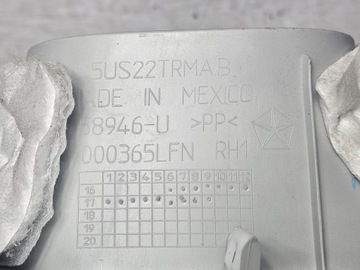 5US22TRMAB
ADE IN MEXICO
68946-U >PP<
000365LFN RH1
1 2 3 4 5 6 7 8 9 10 11 12
16
17
18
19
20